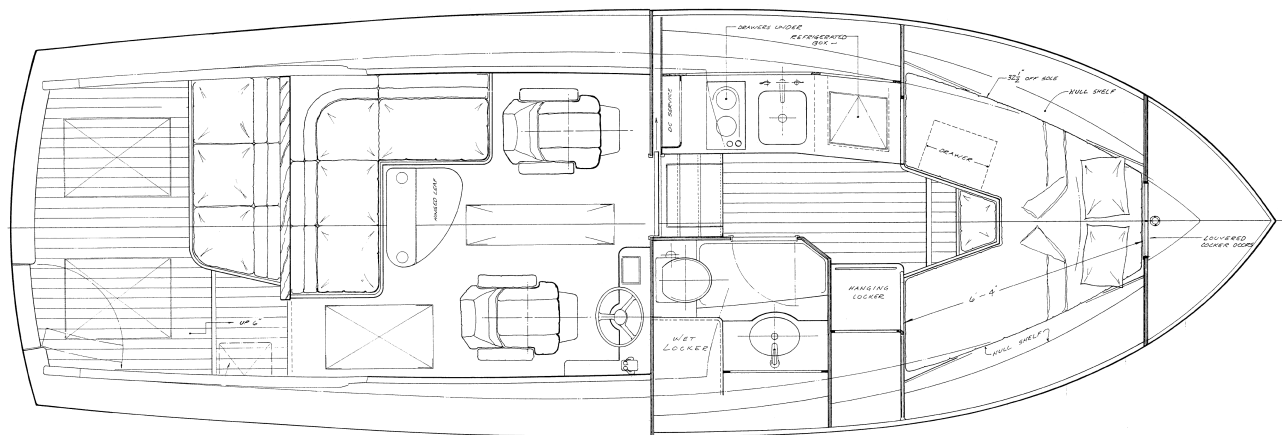 DRAWERS UNDER
REFRIGERATED
BOX —
32½" OFF SOLE
HULL SHELF
DC SERVICE
DRAWER
HINGED LEAF
LOUVERED
LOCKER DOORS
HANGING
LOCKER
6'-4"
UP 6"
WET
LOCKER
HULL SHELF